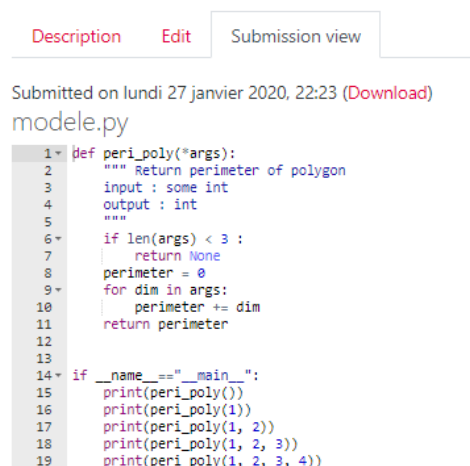 Description Edit Submission view
Submitted on lundi 27 janvier 2020, 22:23 (Download)
modele.py
1 def peri_poly(*args):
2 """ Return perimeter of polygon
3 input : some int
4 output : int
5 """
6 if len(args) < 3 :
7 return None
8 perimeter = 0
9 for dim in args:
10 perimeter += dim
11 return perimeter
12
13
14 if __name__=="__main__":
15 print(peri_poly())
16 print(peri_poly(1))
17 print(peri_poly(1, 2))
18 print(peri_poly(1, 2, 3))
19 print(peri_poly(1, 2, 3, 4))